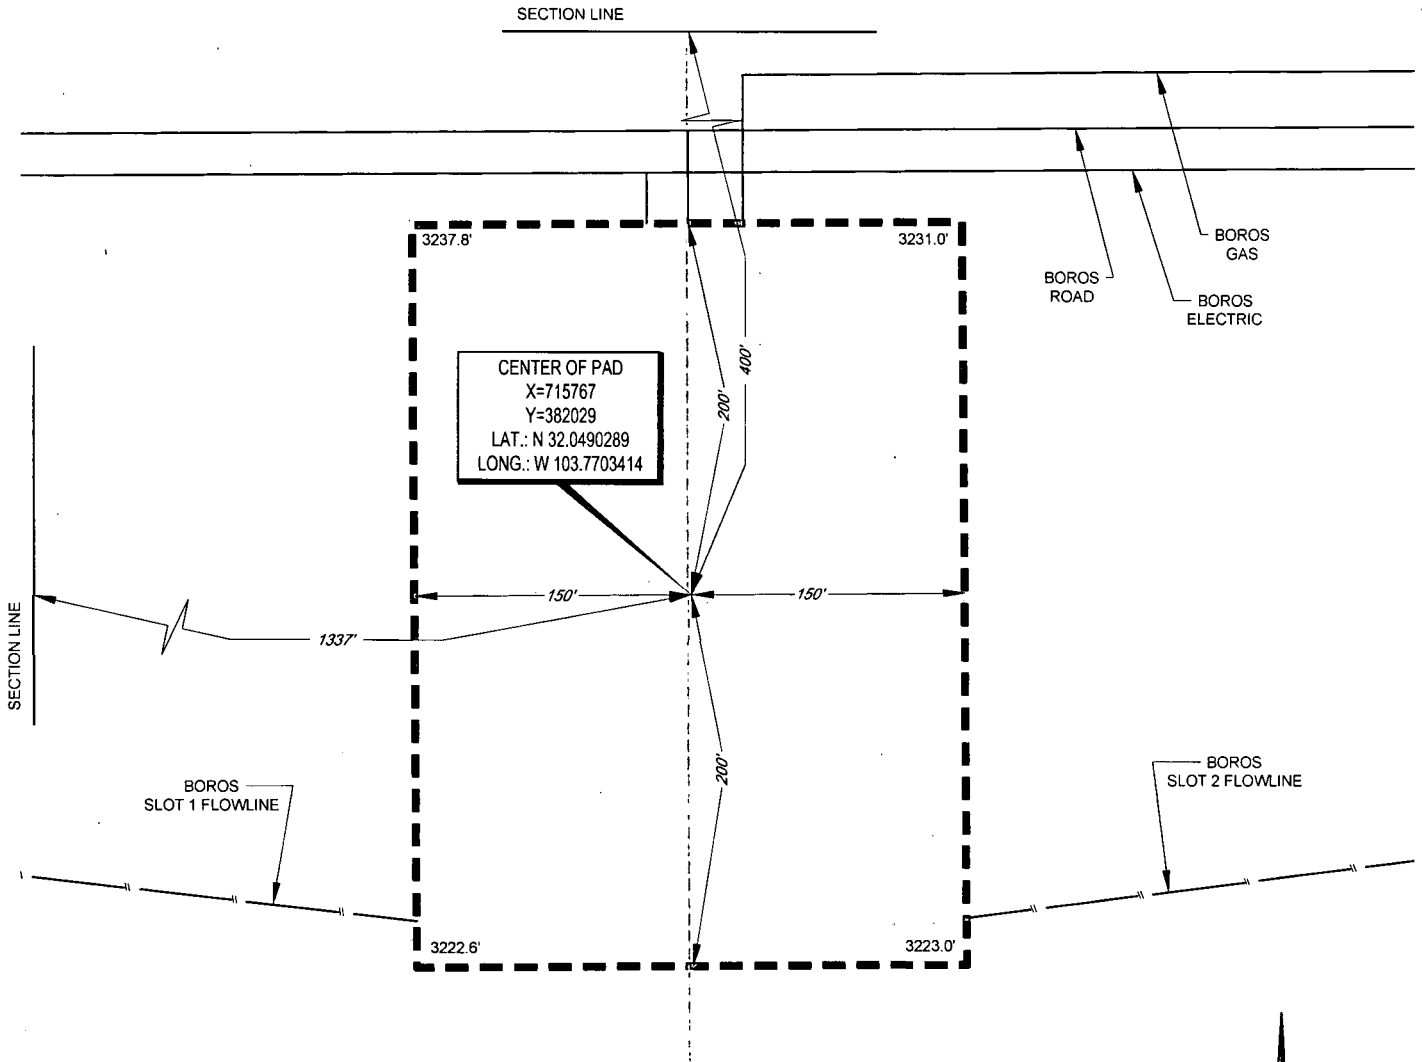 SECTION LINE
3237.8'
3231.0'
BOROS
GAS
BOROS
ROAD
BOROS
ELECTRIC
CENTER OF PAD
X=715767
Y=382029
LAT.: N 32.0490289
LONG.: W 103.7703414
200'
400'
150'
150'
1337'
SECTION LINE
200'
BOROS
SLOT 1 FLOWLINE
BOROS
SLOT 2 FLOWLINE
3222.6'
3223.0'